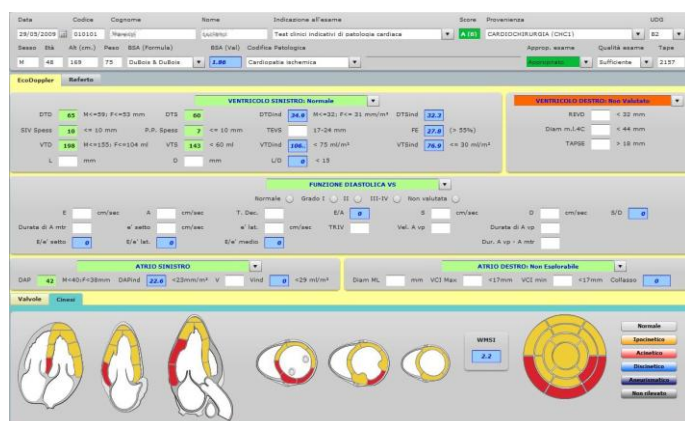 Data Codice Cognome Nome Indicazione all'esame Score Provenienza UDG
29/05/2009 010101 Test clinici indicativi di patologie cardiaca A (8) CARDIOCHIRURGIA (CHC1) 82
Sesso Età Alt (cm.) Peso BSA (Formula) BSA (Val) Codifica Patologica Approp. esame Qualità esame Tape
M 48 169 75 DuBois & DuBois 1.86 Cardiopatia ischemica Appropriato Sufficiente 2157
EcoDoppler Referto
VENTRICOLO SINISTRO: Normale VENTRICOLO DESTRO: Non Valutato
DTD 65 M<=59; F<=53 mm DTS 60 DTDind 34.9 M<=32; F<= 31 mm/m² DTSind 32.3 REVD < 32 mm
SIV Spess 10 <= 10 mm P.P. Spess 7 <= 10 mm TEVS 17-24 mm FE 27.8 (> 55%) Diam m.l.4C < 44 mm
VTD 198 M<=155; F<=104 ml VTS 143 < 60 ml VTDind 106. < 75 ml/m² VTSind 76.9 <= 30 ml/m² TAPSE > 18 mm
L mm D mm L/D 0 < 15
FUNZIONE DIASTOLICA VS
Normale Grado I II III-IV Non valutata
E cm/sec A cm/sec T. Dec. E/A 0 S cm/sec D cm/sec S/D 0
Durata di A mtr e' setto cm/sec e' lat. cm/sec TRIV Vel. A vp cm/sec Durata di A vp
E/e' setto 0 E/e' lat. 0 E/e' medio 0 Dur. A vp - A mtr
ATRIO SINISTRO ATRIO DESTRO: Non Esplorabile
DAP 42 M<40;F<38mm DAPind 22.6 <23mm/m² V Vind 0 <29 ml/m² Diam ML mm VCI Max <17mm VCI min <17mm Collasso 0
Valvole Cinesi
WMSI
2.2
Normale
Ipocinetico
Acinetico
Discinetico
Aneurismatico
Non rilevato